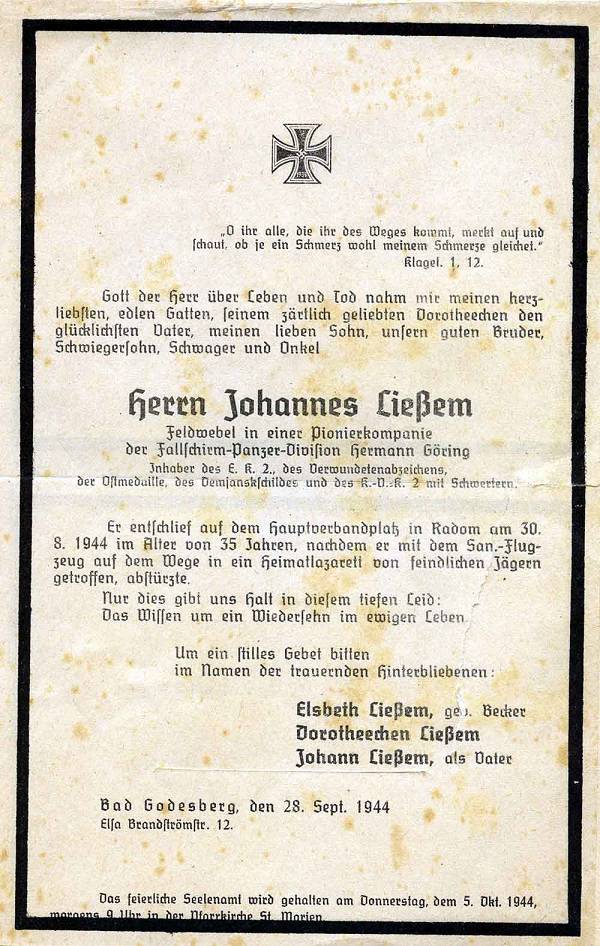 „O ihr alle, die ihr des Weges kommt, merkt auf und
schaut, ob je ein Schmerz wohl meinem Schmerze gleichet."
Klagel. 1, 12.
Gott der Herr über Leben und Tod nahm mir meinen herz-
liebsten, edlen Gatten, seinem zärtlich geliebten Dorotheechen den
glücklichsten Vater, meinen lieben Sohn, unsern guten Bruder,
Schwiegersohn, Schwager und Onkel
Herrn Johannes Ließem
Feldwebel in einer Pionierkompanie
der Fallschirm-Panzer-Division Hermann Göring
Inhaber des E. K. 2., des Verwundetenabzeichens,
der Ostmedaille, des Demjanskschildes und des K.-V.-K. 2 mit Schwertern.
Er entschlief auf dem Hauptverbandplatz in Radom am 30.
8. 1944 im Alter von 35 Jahren, nachdem er mit dem San.-Flug-
zeug auf dem Wege in ein Heimatlazarett von feindlichen Jägern
getroffen, abstürzte.
Nur dies gibt uns Halt in diesem tiefen Leid:
Das Wissen um ein Wiedersehn im ewigen Leben
Um ein stilles Gebet bitten
im Namen der trauernden Hinterbliebenen:
Elsbeth Ließem, geb. Becker
Dorotheechen Ließem
Johann Ließem, als Vater
Bad Godesberg, den 28. Sept. 1944
Elsa Brandströmstr. 12.
Das feierliche Seelenamt wird gehalten am Donnerstag, dem 5. Okt. 1944,
morgens 9 Uhr in der Pfarrkirche St. Marien